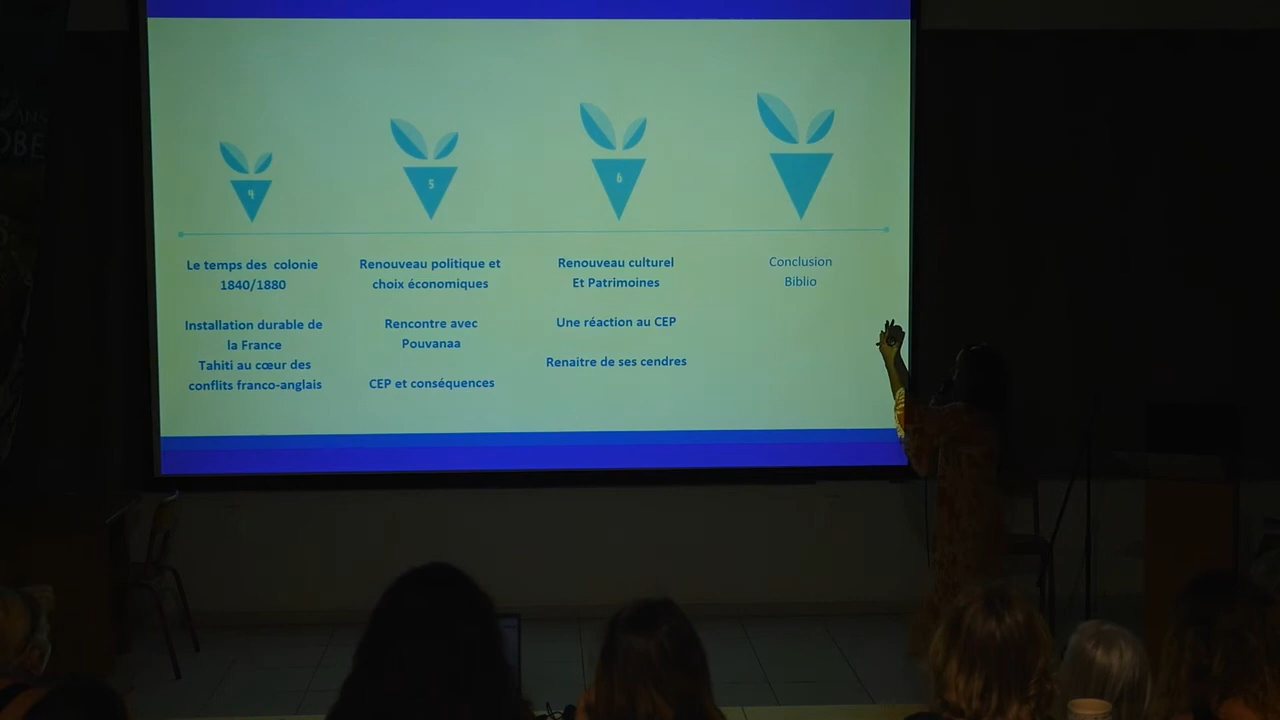 ANS
OBE
4
Le temps des colonie
1840/1880
Installation durable de
la France
Tahiti au cœur des
conflits franco-anglais
5
Renouveau politique et
choix économiques
Rencontre avec
Pouvanaa
CEP et conséquences
6
Renouveau culturel
Et Patrimoines
Une réaction au CEP
Renaitre de ses cendres
Conclusion
Biblio